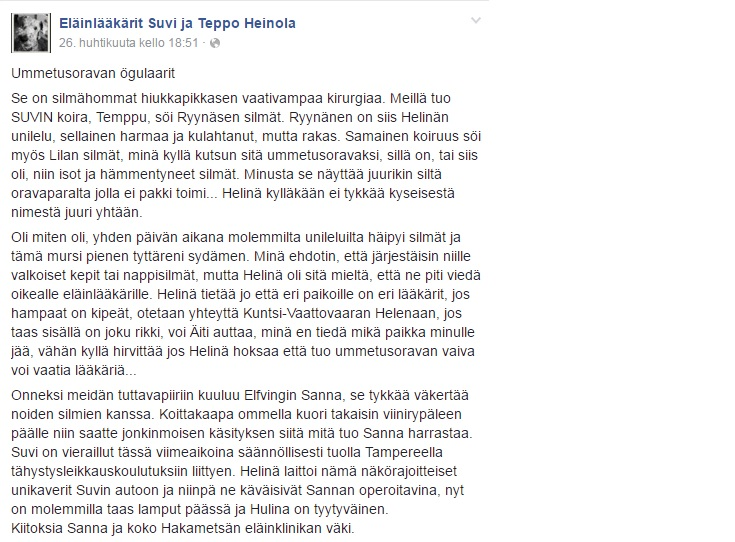 Eläinlääkärit Suvi ja Teppo Heinola
26. huhtikuuta kello 18:51 ·
Ummetusoravan ögulaarit
Se on silmähommat hiukkapikkasen vaativampaa kirurgiaa. Meillä tuo
SUVIN koira, Temppu, söi Ryynäsen silmät. Ryynänen on siis Helinän
unilelu, sellainen harmaa ja kulahtanut, mutta rakas. Samainen koiruus söi
myös Lilan silmät, minä kyllä kutsun sitä ummetusoravaksi, sillä on, tai siis
oli, niin isot ja hämmentyneet silmät. Minusta se näyttää juurikin siltä
oravaparalta jolla ei pakki toimi... Helinä kylläkään ei tykkää kyseisestä
nimestä juuri yhtään.
Oli miten oli, yhden päivän aikana molemmilta unileluilta häipyi silmät ja
tämä mursi pienen tyttäreni sydämen. Minä ehdotin, että järjestäisin niille
valkoiset kepit tai nappisilmät, mutta Helinä oli sitä mieltä, että ne piti viedä
oikealle eläinlääkärille. Helinä tietää jo että eri paikoille on eri lääkärit, jos
hampaat on kipeät, otetaan yhteyttä Kuntsi-Vaattovaaran Helenaan, jos
taas sisällä on joku rikki, voi Äiti auttaa, minä en tiedä mikä paikka minulle
jää, vähän kyllä hirvittää jos Helinä hoksaa että tuo ummetusoravan vaiva
voi vaatia lääkäriä...
Onneksi meidän tuttavapiiriin kuuluu Elfvingin Sanna, se tykkää väkertää
noiden silmien kanssa. Koittakaapa ommella kuori takaisin viinirypäleen
päälle niin saatte jonkinmoisen käsityksen siitä mitä tuo Sanna harrastaa.
Suvi on vieraillut tässä viimeaikoina säännöllisesti tuolla Tampereella
tähystysleikkauskoulutuksiin liittyen. Helinä laittoi nämä näkörajoitteiset
unikaverit Suvin autoon ja niinpä ne käväisivät Sannan operoitavina, nyt
on molemmilla taas lamput päässä ja Hulina on tyytyväinen.
Kiitoksia Sanna ja koko Hakametsän eläinklinikan väki.